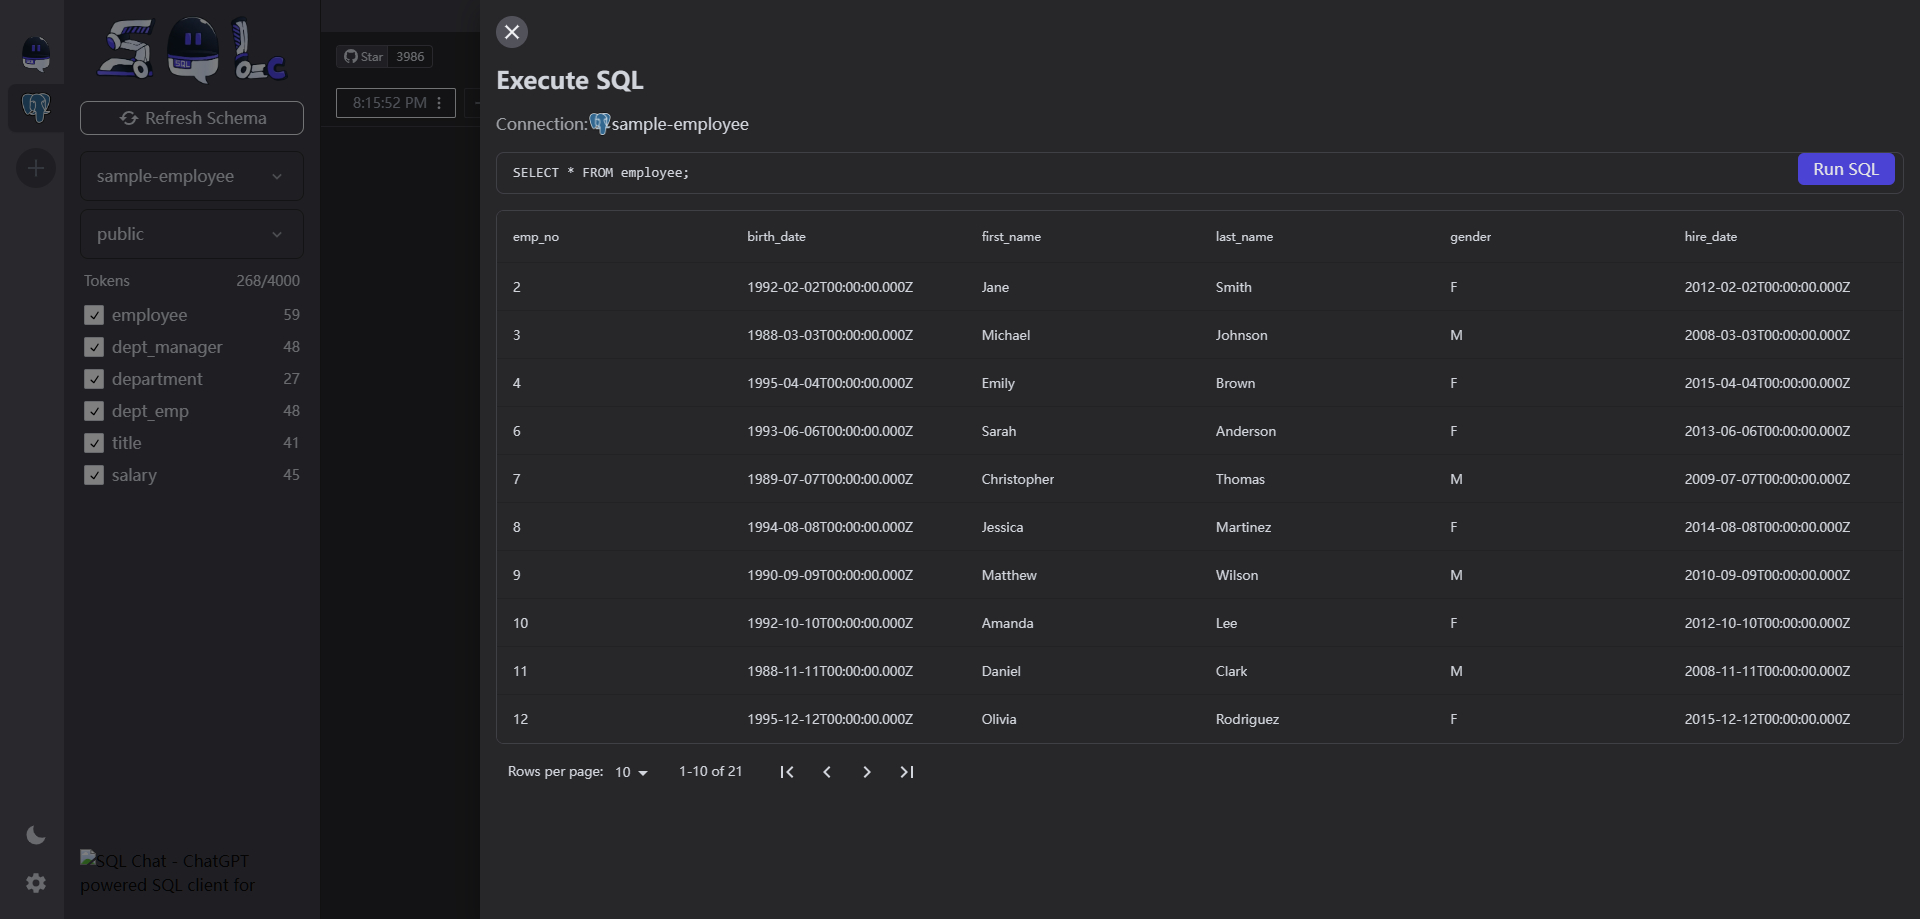 SQL
Refresh Schema
sample-employee
public
Tokens 268/4000
employee 59
dept_manager 48
department 27
dept_emp 48
title 41
salary 45
SQL Chat - ChatGPT
powered SQL client for
Star 3986
8:15:52 PM
Execute SQL
Connection: sample-employee
SELECT * FROM employee;
Run SQL
emp_no birth_date first_name last_name gender hire_date
2 1992-02-02T00:00:00.000Z Jane Smith F 2012-02-02T00:00:00.000Z
3 1988-03-03T00:00:00.000Z Michael Johnson M 2008-03-03T00:00:00.000Z
4 1995-04-04T00:00:00.000Z Emily Brown F 2015-04-04T00:00:00.000Z
6 1993-06-06T00:00:00.000Z Sarah Anderson F 2013-06-06T00:00:00.000Z
7 1989-07-07T00:00:00.000Z Christopher Thomas M 2009-07-07T00:00:00.000Z
8 1994-08-08T00:00:00.000Z Jessica Martinez F 2014-08-08T00:00:00.000Z
9 1990-09-09T00:00:00.000Z Matthew Wilson M 2010-09-09T00:00:00.000Z
10 1992-10-10T00:00:00.000Z Amanda Lee F 2012-10-10T00:00:00.000Z
11 1988-11-11T00:00:00.000Z Daniel Clark M 2008-11-11T00:00:00.000Z
12 1995-12-12T00:00:00.000Z Olivia Rodriguez F 2015-12-12T00:00:00.000Z
Rows per page: 10 1-10 of 21